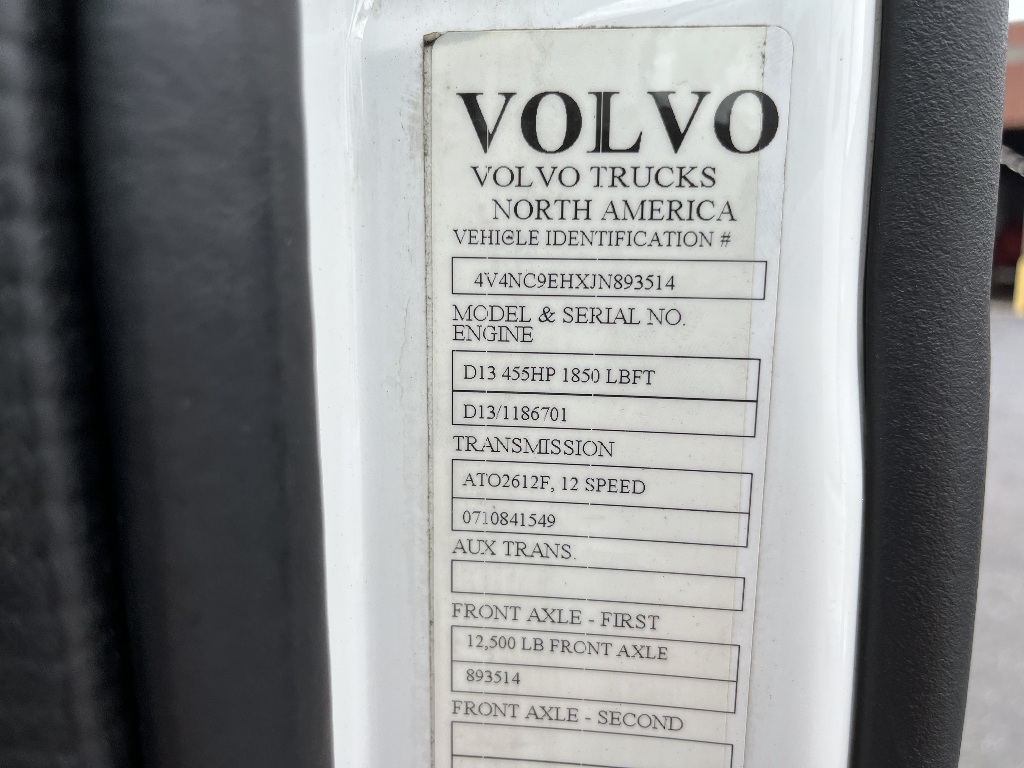 VOLVO
VOLVO TRUCKS
NORTH AMERICA
VEHICLE IDENTIFICATION #
4V4NC9EHXJN893514
MODEL & SERIAL NO.
ENGINE
D13 455HP 1850 LBFT
D13/1186701
TRANSMISSION
ATO2612F, 12 SPEED
0710841549
AUX TRANS.
FRONT AXLE - FIRST
12,500 LB FRONT AXLE
893514
FRONT AXLE - SECOND